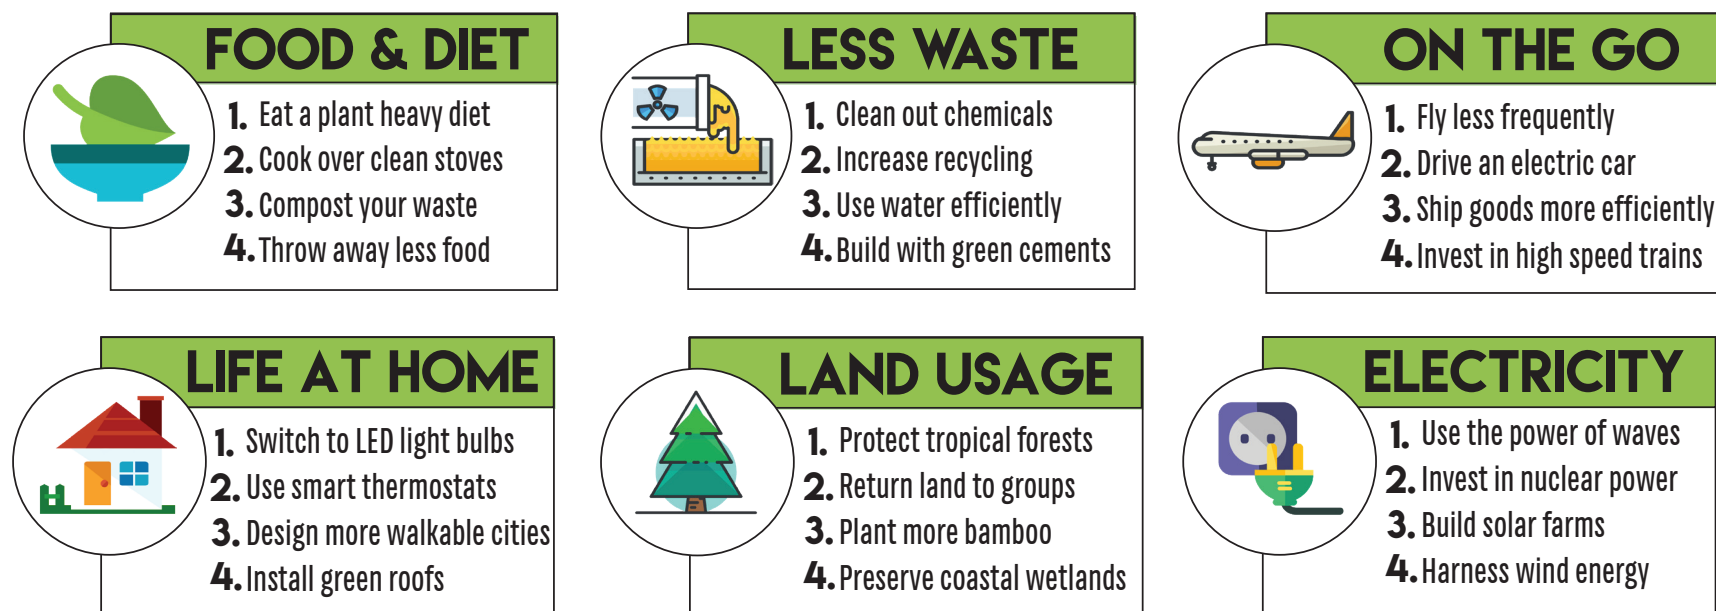 FOOD & DIET
1. Eat a plant heavy diet
2. Cook over clean stoves
3. Compost your waste
4. Throw away less food
LESS WASTE
1. Clean out chemicals
2. Increase recycling
3. Use water efficiently
4. Build with green cements
ON THE GO
1. Fly less frequently
2. Drive an electric car
3. Ship goods more efficiently
4. Invest in high speed trains
LIFE AT HOME
1. Switch to LED light bulbs
2. Use smart thermostats
3. Design more walkable cities
4. Install green roofs
LAND USAGE
1. Protect tropical forests
2. Return land to groups
3. Plant more bamboo
4. Preserve coastal wetlands
ELECTRICITY
1. Use the power of waves
2. Invest in nuclear power
3. Build solar farms
4. Harness wind energy